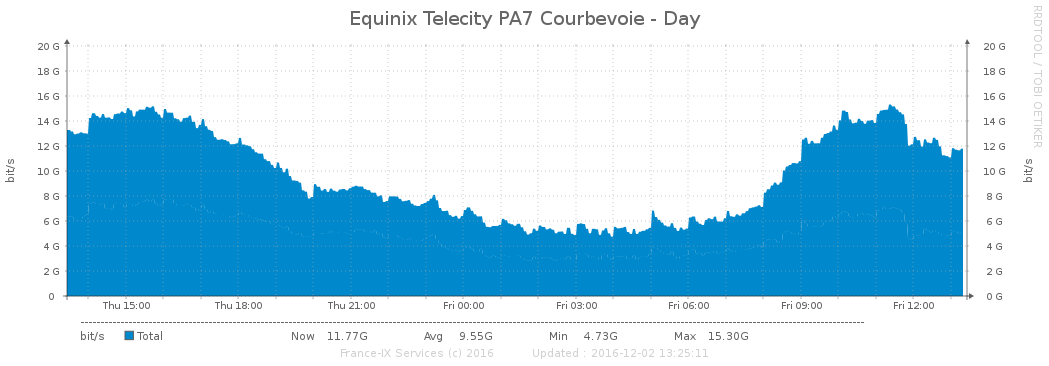 Equinix Telecity PA7 Courbevoie - Day
RRDTOOL / TOBI OETIKER
bit/s
20 G 20 G
18 G 18 G
16 G 16 G
14 G 14 G
12 G 12 G
10 G 10 G
8 G 8 G
6 G 6 G
4 G 4 G
2 G 2 G
0 0 G
bit/s
Thu 15:00 Thu 18:00 Thu 21:00 Fri 00:00 Fri 03:00 Fri 06:00 Fri 09:00 Fri 12:00
bit/s Total Now 11.77G Avg 9.55G Min 4.73G Max 15.30G
France-IX Services (c) 2016 Updated : 2016-12-02 13:25:11